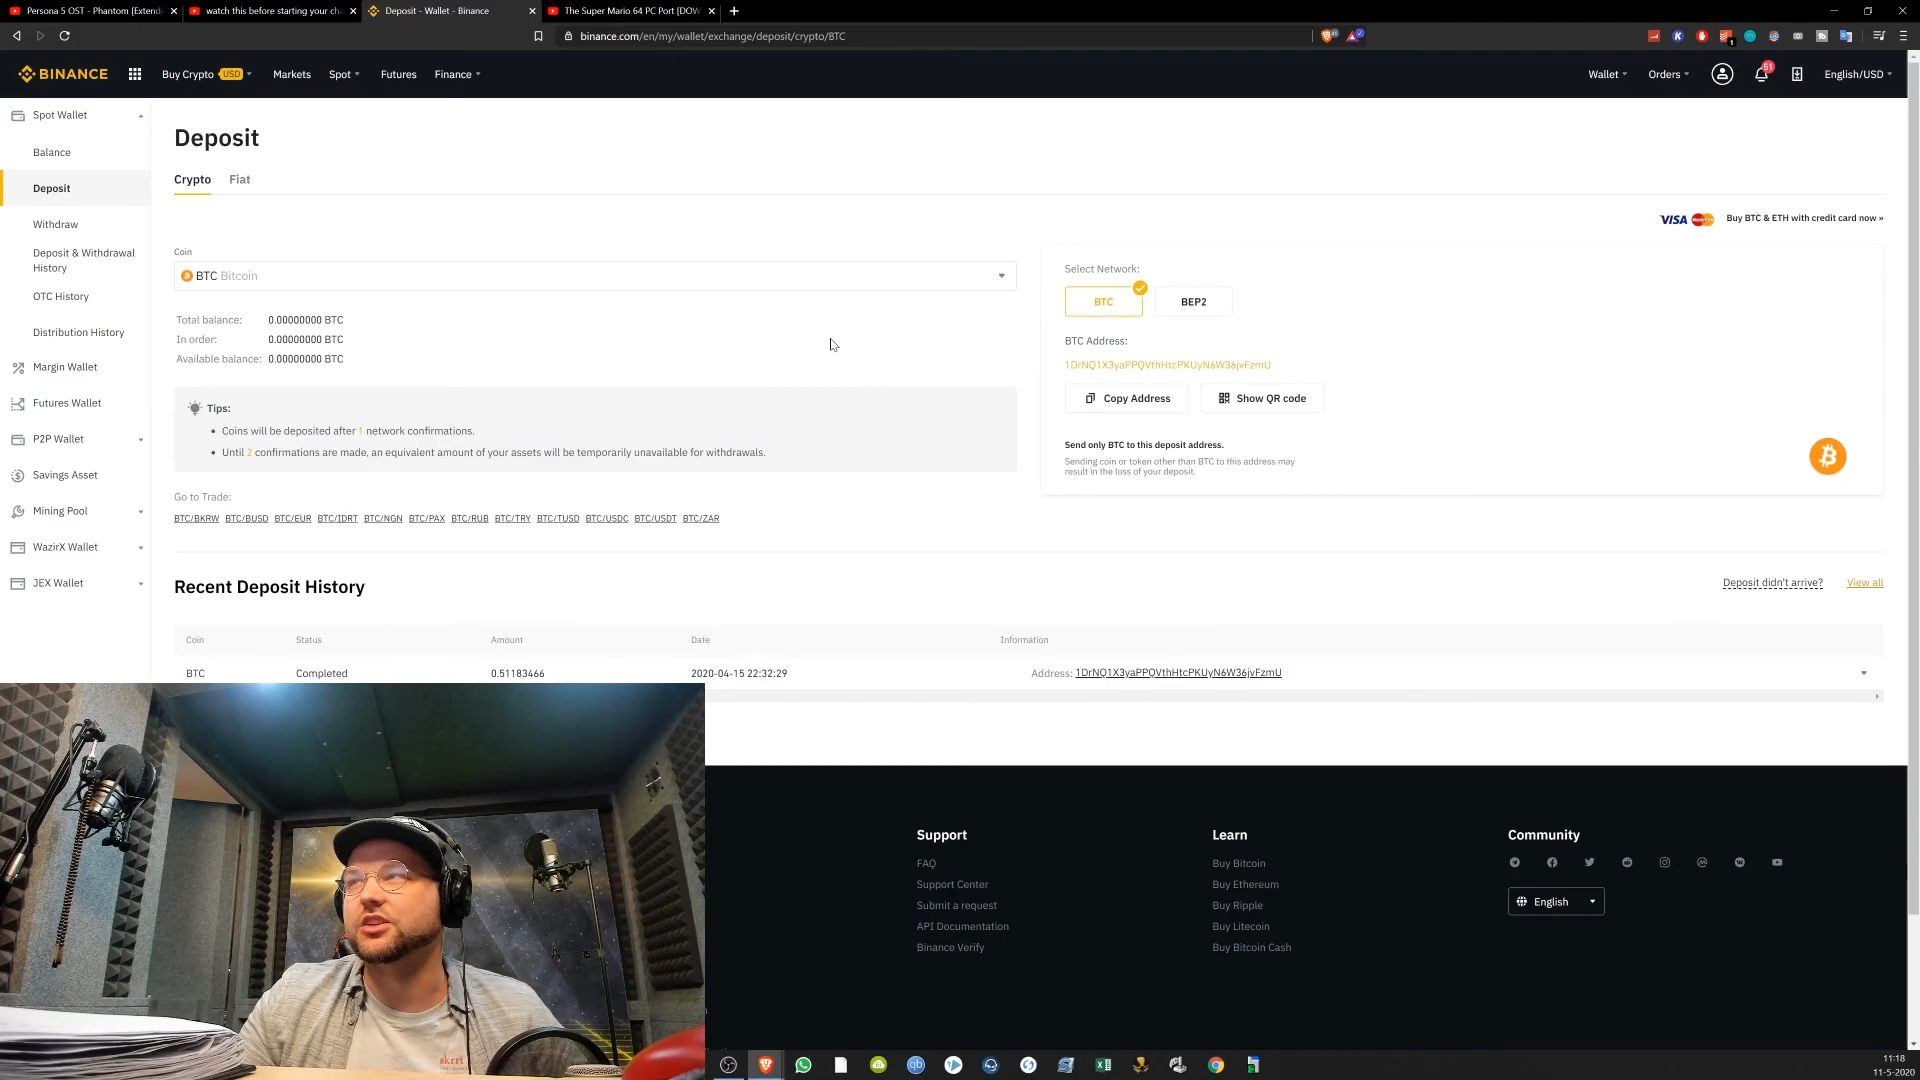 Persona 5 OST - Phantom [Extend
watch this before starting your cha
Deposit - Wallet - Binance
The Super Mario 64 PC Port [DOW
binance.com/en/my/wallet/exchange/deposit/crypto/BTC
BINANCE
Buy Crypto USD
Markets
Spot
Futures
Finance
Wallet
Orders
51
English/USD
Spot Wallet
Balance
Deposit
Withdraw
Deposit & Withdrawal
History
OTC History
Distribution History
Margin Wallet
Futures Wallet
P2P Wallet
Savings Asset
Mining Pool
WazirX Wallet
JEX Wallet
Deposit
Crypto
Fiat
VISA
Buy BTC & ETH with credit card now »
Coin
BTC Bitcoin
Total balance: 0.00000000 BTC
In order: 0.00000000 BTC
Available balance: 0.00000000 BTC
Tips:
• Coins will be deposited after 1 network confirmations.
• Until 2 confirmations are made, an equivalent amount of your assets will be temporarily unavailable for withdrawals.
Go to Trade:
BTC/BKRW BTC/BUSD BTC/EUR BTC/IDRT BTC/NGN BTC/PAX BTC/RUB BTC/TRY BTC/TUSD BTC/USDC BTC/USDT BTC/ZAR
Select Network:
BTC
BEP2
BTC Address:
1DrNQ1X3yaPPQVthHtcPKUyN6W36jvFzmU
Copy Address
Show QR code
Send only BTC to this deposit address.
Sending coin or token other than BTC to this address may
result in the loss of your deposit.
Recent Deposit History
Deposit didn't arrive?
View all
Coin Status Amount Date Information
BTC Completed 0.51183466 2020-04-15 22:32:29 Address: 1DrNQ1X3yaPPQVthHtcPKUyN6W36jvFzmU
Support
FAQ
Support Center
Submit a request
API Documentation
Binance Verify
Learn
Buy Bitcoin
Buy Ethereum
Buy Ripple
Buy Litecoin
Buy Bitcoin Cash
Community
English
skrrt
11:18
11-5-2020